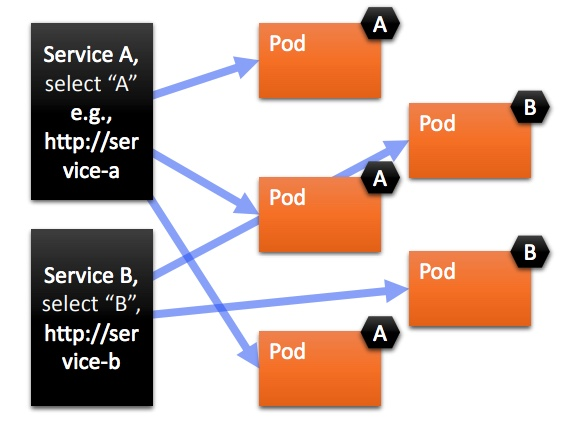 Service A,
select “A”
e.g.,
http://ser
vice-a
Pod
A
Pod
B
Pod
A
Service B,
select “B”,
http://ser
vice-b
Pod
B
Pod
A